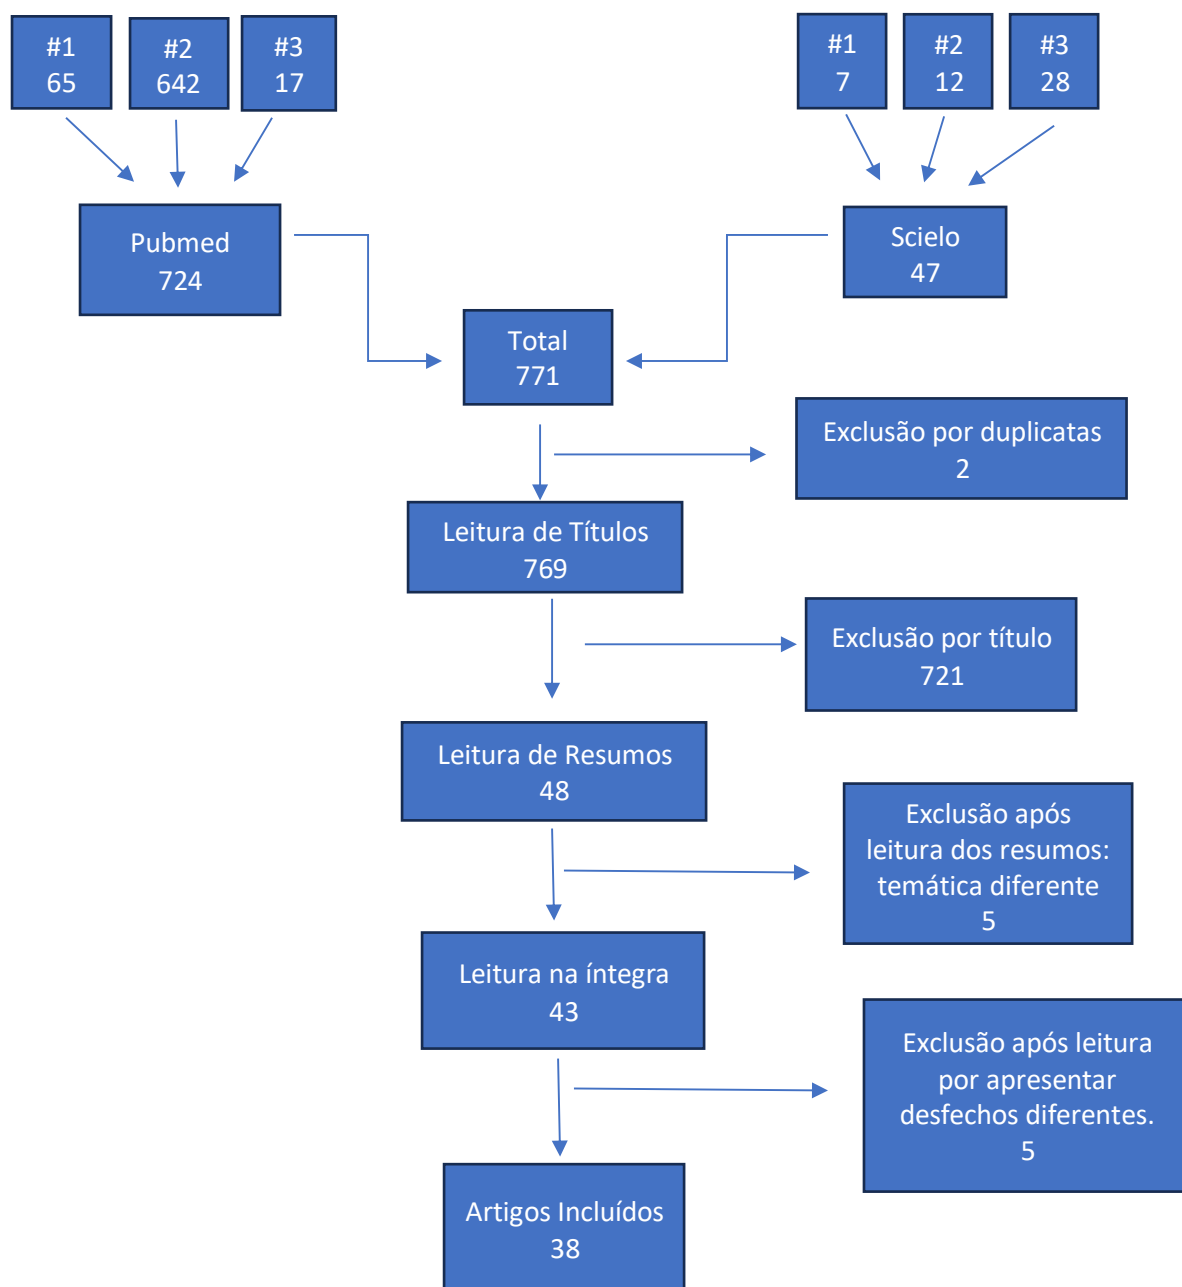 #1
65
#2
642
#3
17
#1
7
#2
12
#3
28
Pubmed
724
Scielo
47
Total
771
Exclusão por duplicatas
2
Leitura de Títulos
769
Exclusão por título
721
Leitura de Resumos
48
Exclusão após
leitura dos resumos:
temática diferente
5
Leitura na íntegra
43
Exclusão após leitura
por apresentar
desfechos diferentes.
5
Artigos Incluídos
38